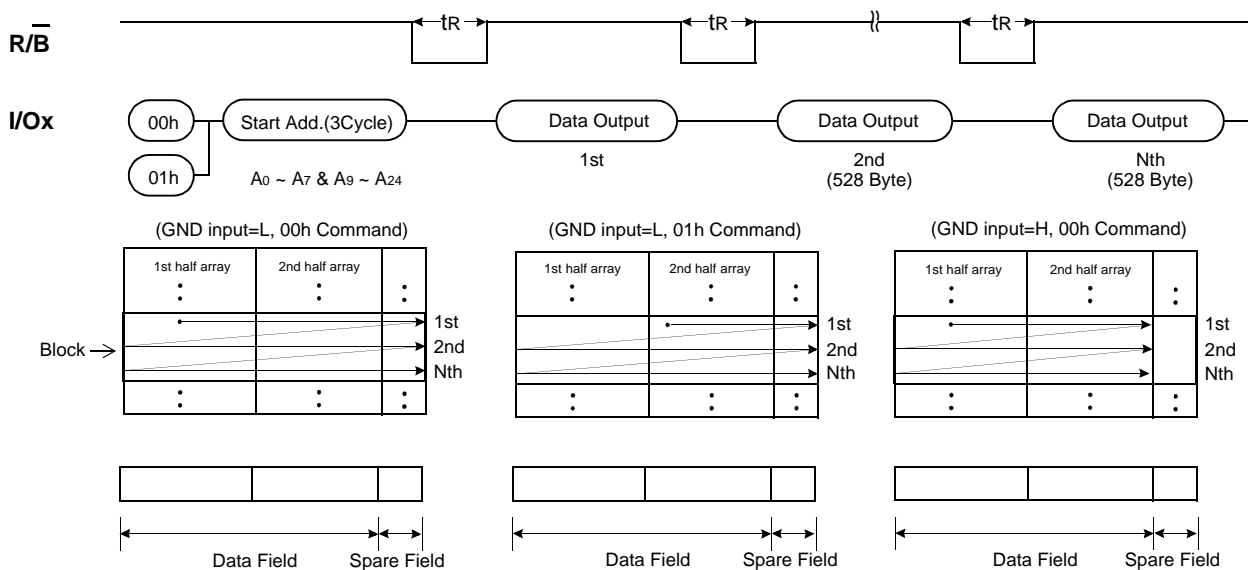 R/B tR tR tR
I/Ox 00h Start Add.(3Cycle) Data Output Data Output Data Output
01h A0 ~ A7 & A9 ~ A24 1st 2nd Nth
(528 Byte) (528 Byte)
(GND input=L, 00h Command) (GND input=L, 01h Command) (GND input=H, 00h Command)
1st half array 2nd half array 1st half array 2nd half array 1st half array 2nd half array
1st 1st 1st
Block 2nd 2nd 2nd
Nth Nth Nth
Data Field Spare Field Data Field Spare Field Data Field Spare Field